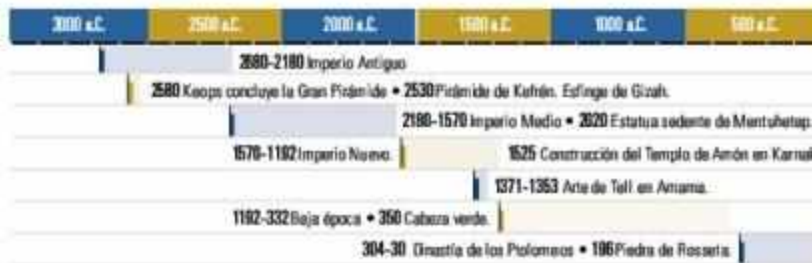 3000 a.C. 2500 a.C. 2000 a.C. 1500 a.C. 1000 a.C. 500 a.C.
2680-2180 Imperio Antiguo
2580 Keops concluye la Gran Pirámide • 2530 Pirámide de Kefrén. Esfinge de Gizah.
2180-1570 Imperio Medio • 2020 Estatua sedente de Mentuhetap.
1570-1192 Imperio Nuevo. 1525 Construcción del Templo de Amón en Karnak
1371-1353 Arte de Tell en Amarna.
1192-332 Baja época • 350 Cabeza verde.
304-30 Dinastía de los Ptolomeos • 196 Piedra de Rosseta.